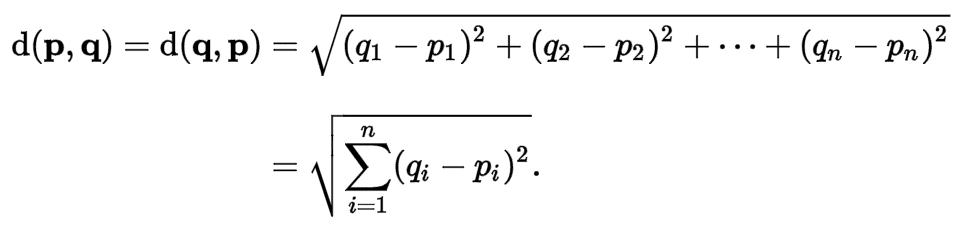 d(p, q) = d(q, p) = √((q₁ − p₁)² + (q₂ − p₂)² + ⋯ + (qₙ − pₙ)²)
= √(∑ᵢ₌₁ⁿ (qᵢ − pᵢ)²).